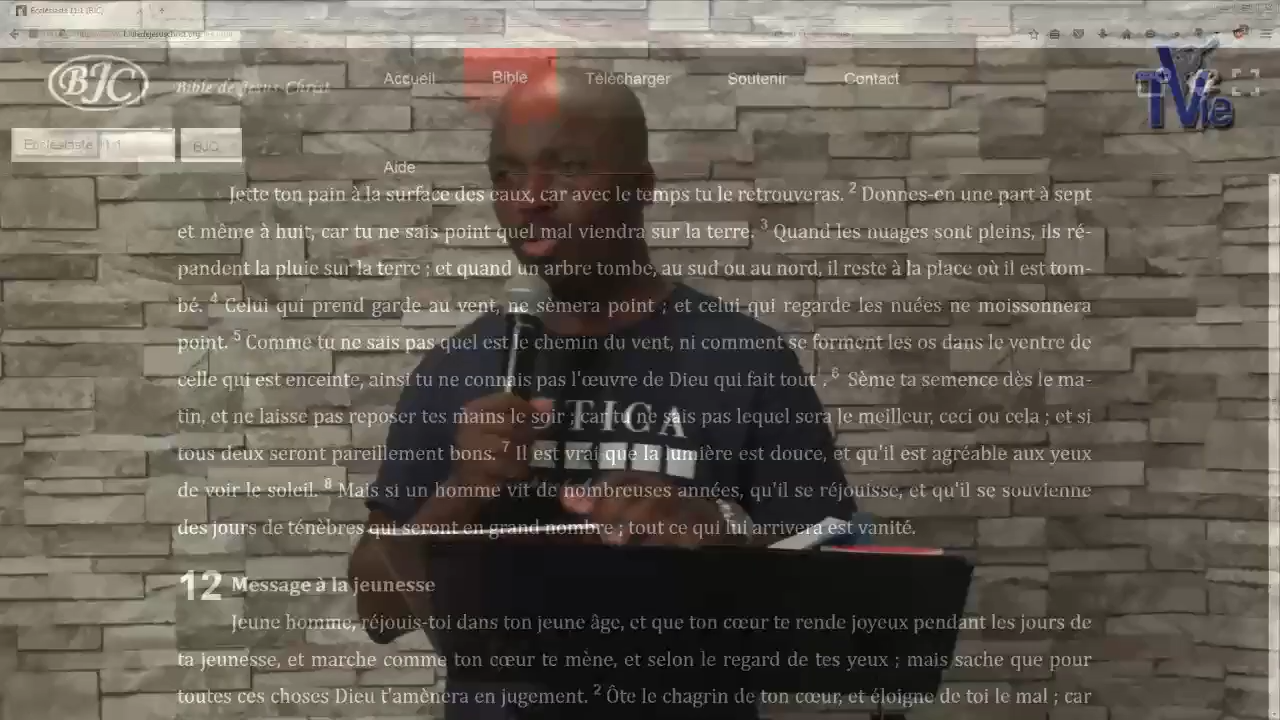 Ecclésiaste 11:1 (BJC)
BJC
Bible de Jesus-Christ
Accueil
Bible
Télécharger
Soutenir
Contact
TV
Vie
Ecclésiaste 11:1
BJC
Aide
Jette ton pain à la surface des eaux, car avec le temps tu le retrouveras. 2 Donnes-en une part à sept
et même à huit, car tu ne sais point quel mal viendra sur la terre. 3 Quand les nuages sont pleins, ils ré-
pandent la pluie sur la terre ; et quand un arbre tombe, au sud ou au nord, il reste à la place où il est tom-
bé. 4 Celui qui prend garde au vent, ne sèmera point ; et celui qui regarde les nuées ne moissonnera
point. 5 Comme tu ne sais pas quel est le chemin du vent, ni comment se forment les os dans le ventre de
celle qui est enceinte, ainsi tu ne connais pas l'œuvre de Dieu qui fait tout . 6 Sème ta semence dès le ma-
tin, et ne laisse pas reposer tes mains le soir ; car tu ne sais pas lequel sera le meilleur, ceci ou cela ; et si
tous deux seront pareillement bons. 7 Il est vrai que la lumière est douce, et qu'il est agréable aux yeux
de voir le soleil. 8 Mais si un homme vit de nombreuses années, qu'il se réjouisse, et qu'il se souvienne
des jours de ténèbres qui seront en grand nombre ; tout ce qui lui arrivera est vanité.
12 Message à la jeunesse
Jeune homme, réjouis-toi dans ton jeune âge, et que ton cœur te rende joyeux pendant les jours de
ta jeunesse, et marche comme ton cœur te mène, et selon le regard de tes yeux ; mais sache que pour
toutes ces choses Dieu t'amènera en jugement. 2 Ôte le chagrin de ton cœur, et éloigne de toi le mal ; car